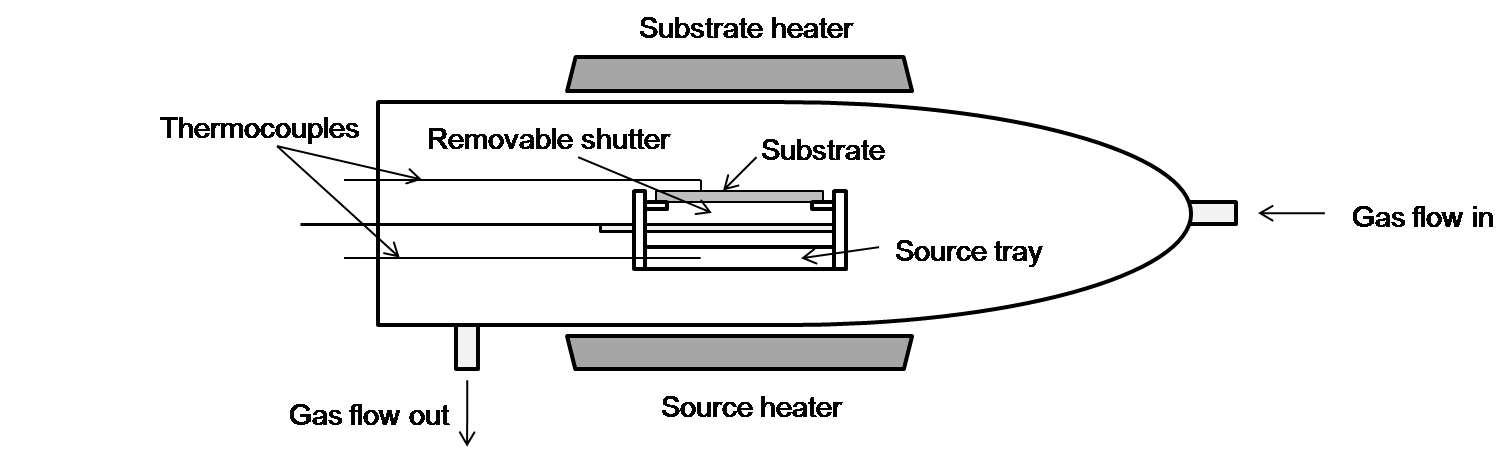 Substrate heater
Thermocouples
Removable shutter
Substrate
Gas flow in
Source tray
Gas flow out
Source heater